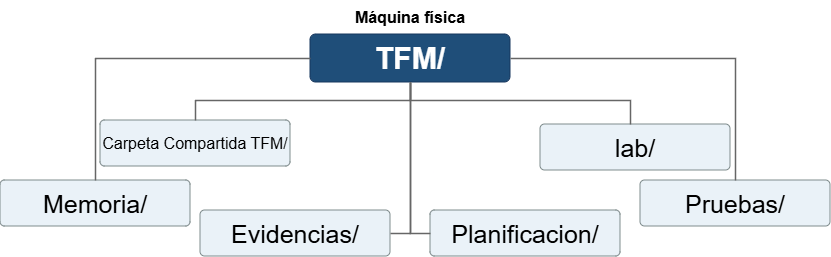 Máquina física
TFM/
Carpeta Compartida TFM/
lab/
Memoria/
Pruebas/
Evidencias/
Planificacion/